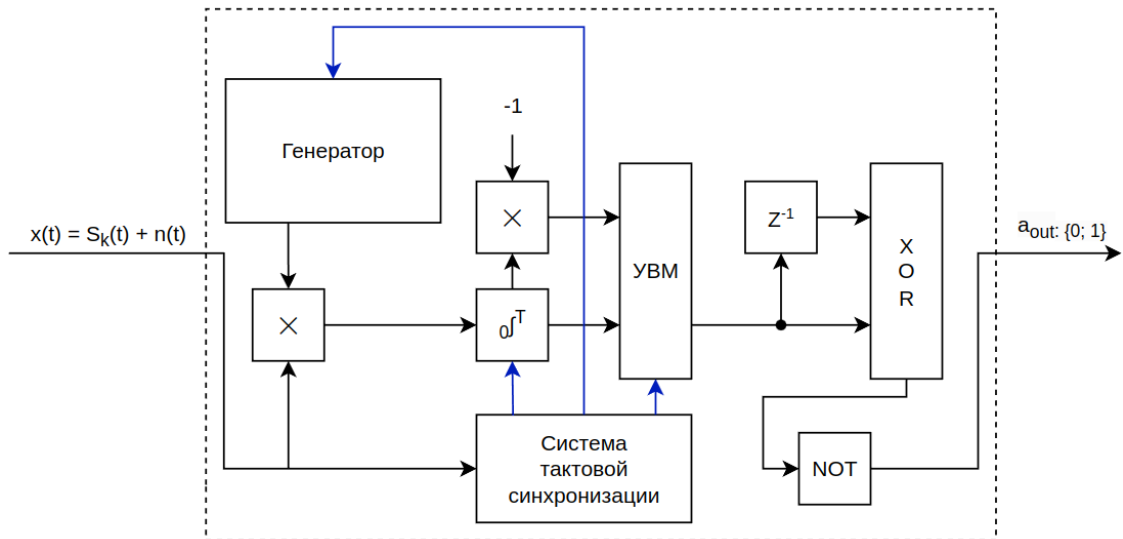 -1
Генератор
×
Z⁻¹
X
O
R
x(t) = Sₖ(t) + n(t)
aout: {0; 1}
УВМ
×
₀∫ᵀ
Система
тактовой
синхронизации
NOT